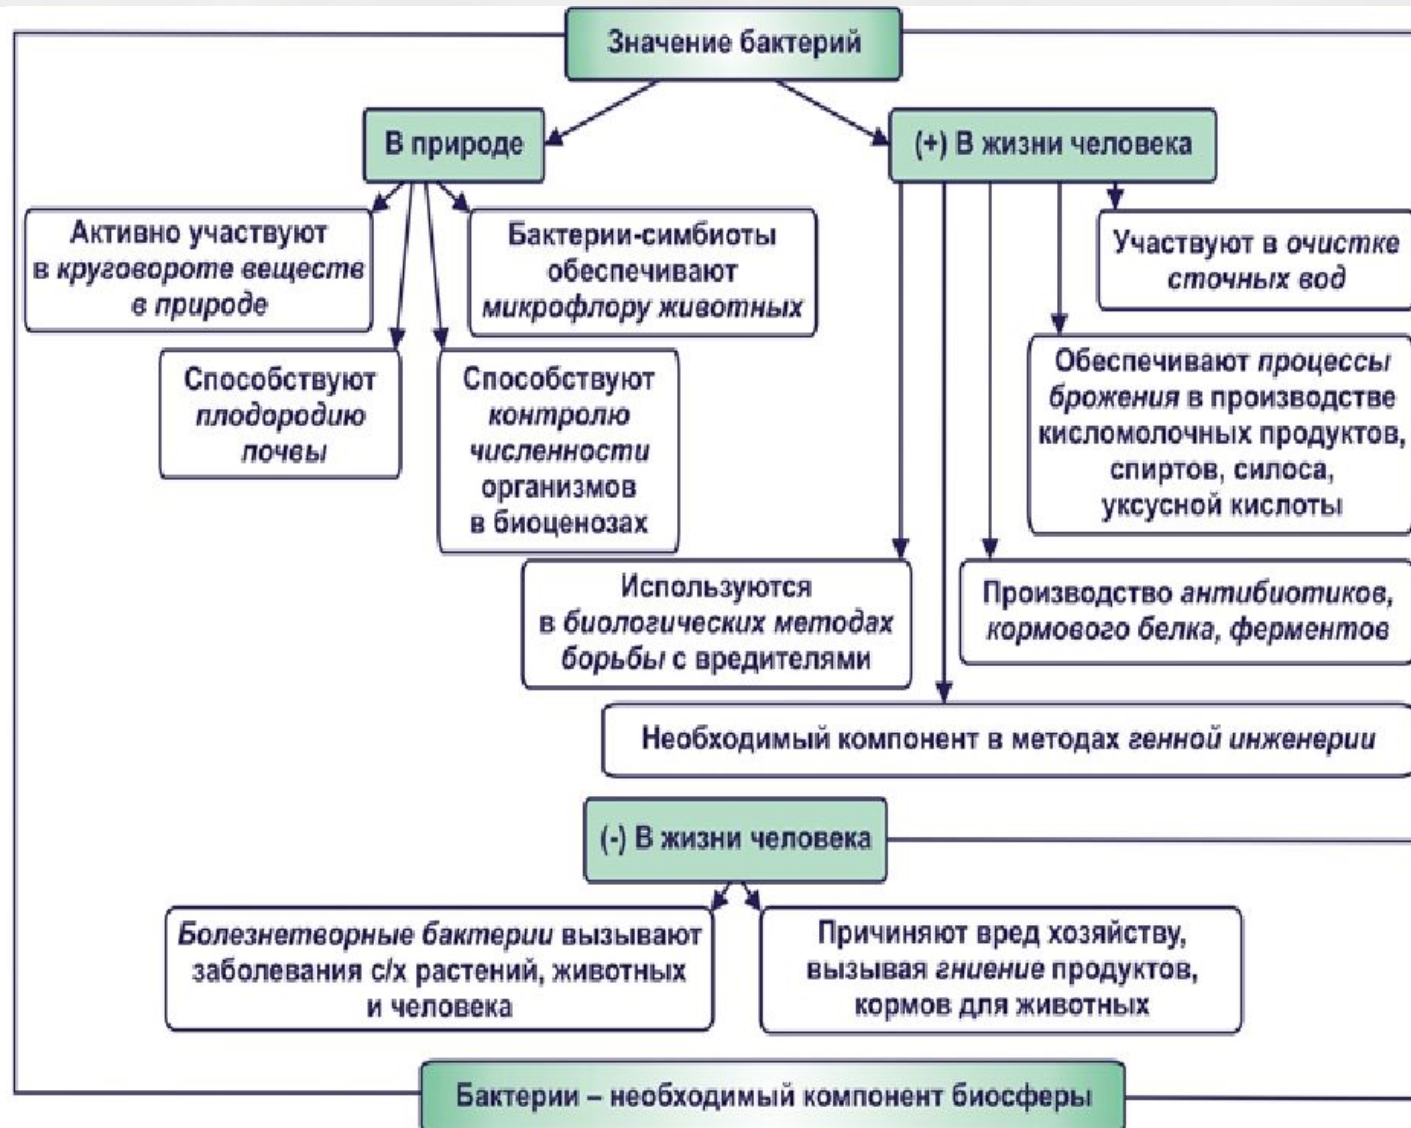 Значение бактерий
В природе
(+) В жизни человека
Активно участвуют
в круговороте веществ
в природе
Бактерии-симбиоты
обеспечивают
микрофлору животных
Участвуют в очистке
сточных вод
Способствуют
плодородию
почвы
Способствуют
контролю
численности
организмов
в биоценозах
Обеспечивают процессы
брожения в производстве
кисломолочных продуктов,
спиртов, силоса,
уксусной кислоты
Используются
в биологических методах
борьбы с вредителями
Производство антибиотиков,
кормового белка, ферментов
Необходимый компонент в методах генной инженерии
(-) В жизни человека
Болезнетворные бактерии вызывают
заболевания с/х растений, животных
и человека
Причиняют вред хозяйству,
вызывая гниение продуктов,
кормов для животных
Бактерии – необходимый компонент биосферы